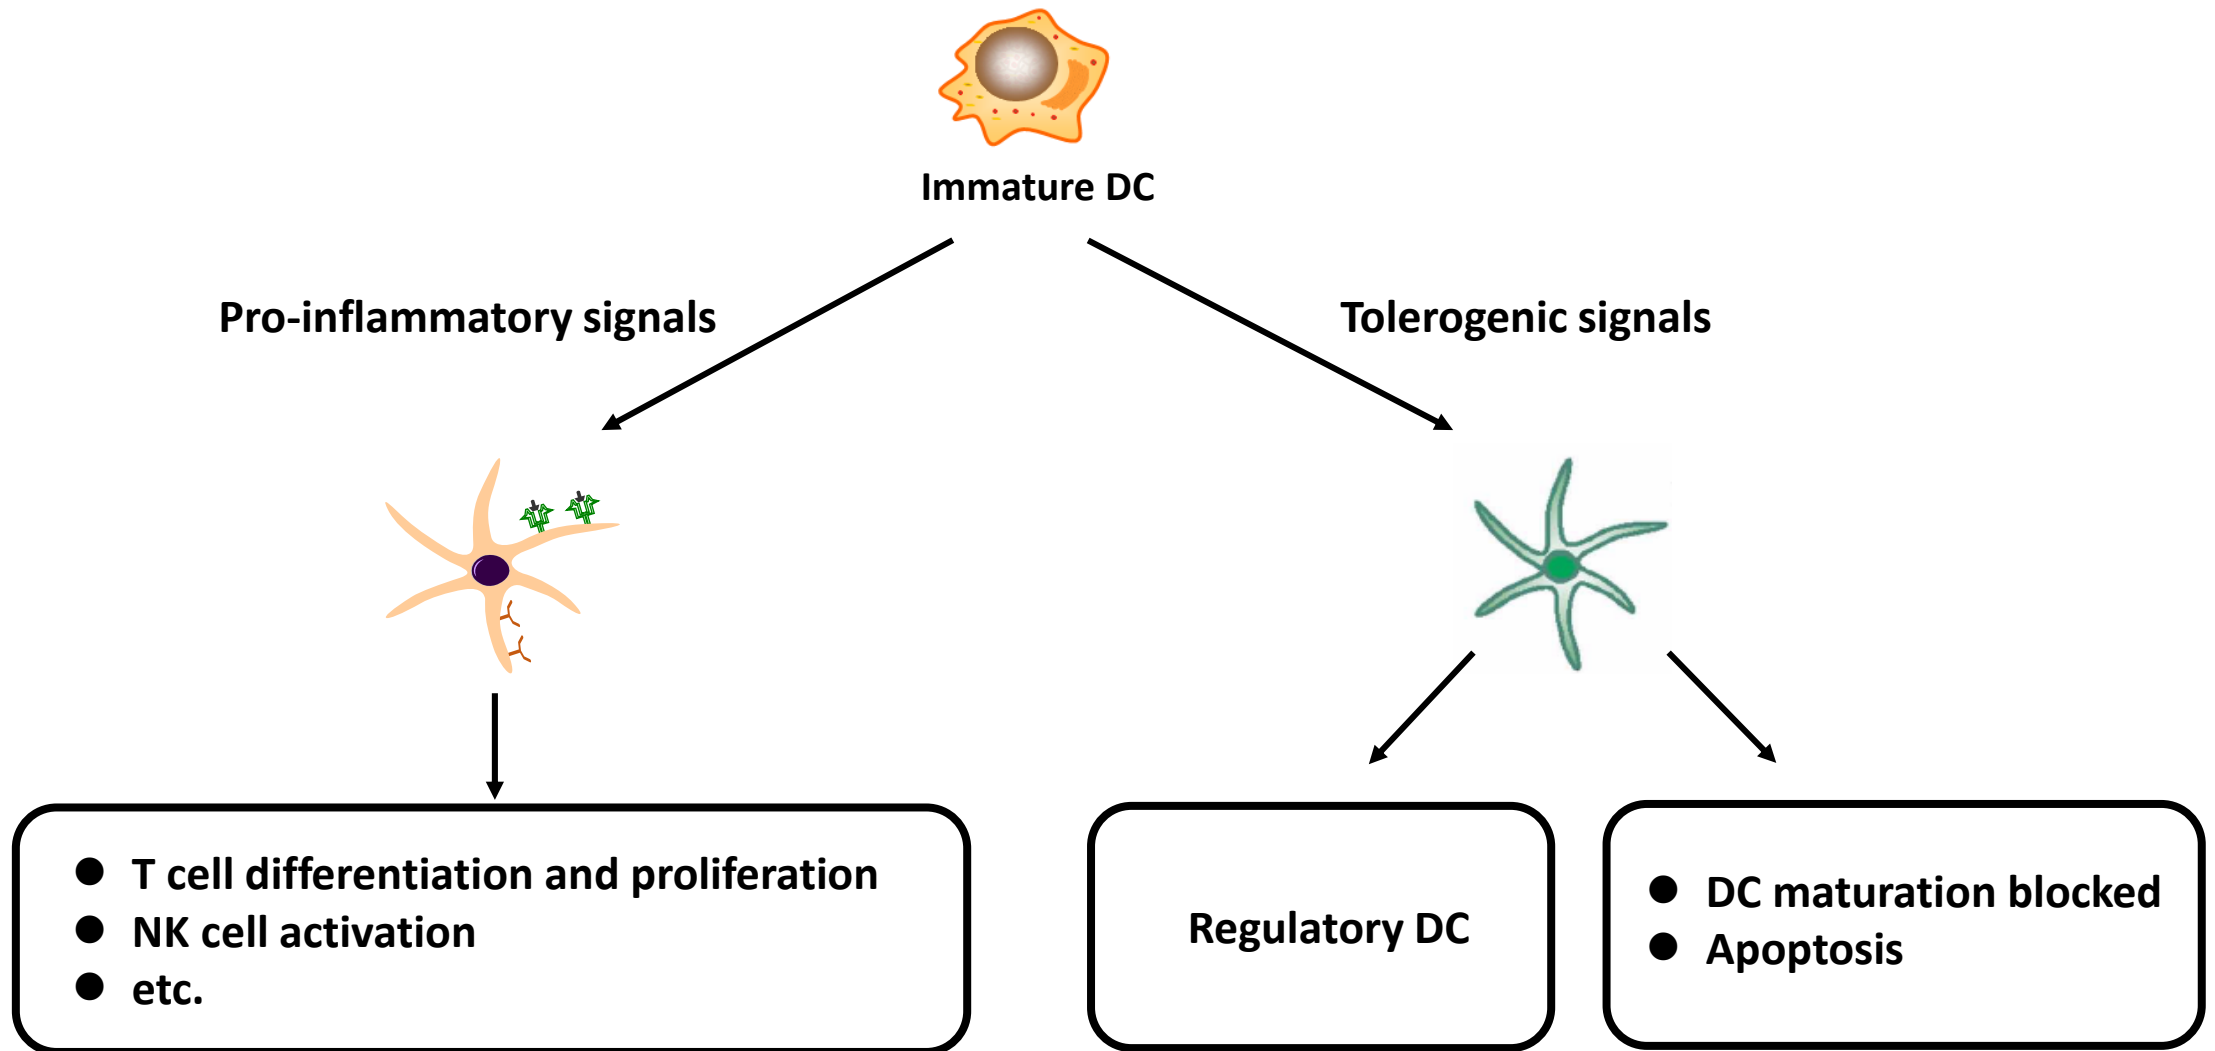 Immature DC
Pro-inflammatory signals
Tolerogenic signals
● T cell differentiation and proliferation
● NK cell activation
● etc.
Regulatory DC
● DC maturation blocked
● Apoptosis